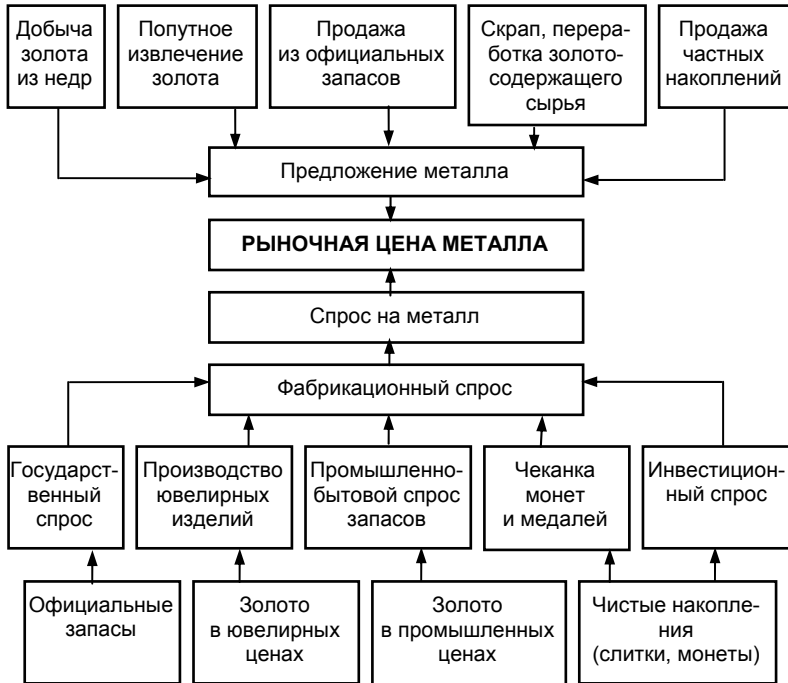 Добыча
золота
из недр
Попутное
извлечение
золота
Продажа
из официальных
запасов
Скрап, перера-
ботка золото-
содержащего
сырья
Продажа
частных
накоплений
Предложение металла
РЫНОЧНАЯ ЦЕНА МЕТАЛЛА
Спрос на металл
Фабрикационный спрос
Государст-
венный
спрос
Производство
ювелирных
изделий
Промышленно-
бытовой спрос
запасов
Чеканка
монет
и медалей
Инвестицион-
ный спрос
Официальные
запасы
Золото
в ювелирных
ценах
Золото
в промышленных
ценах
Чистые накопле-
ния
(слитки, монеты)